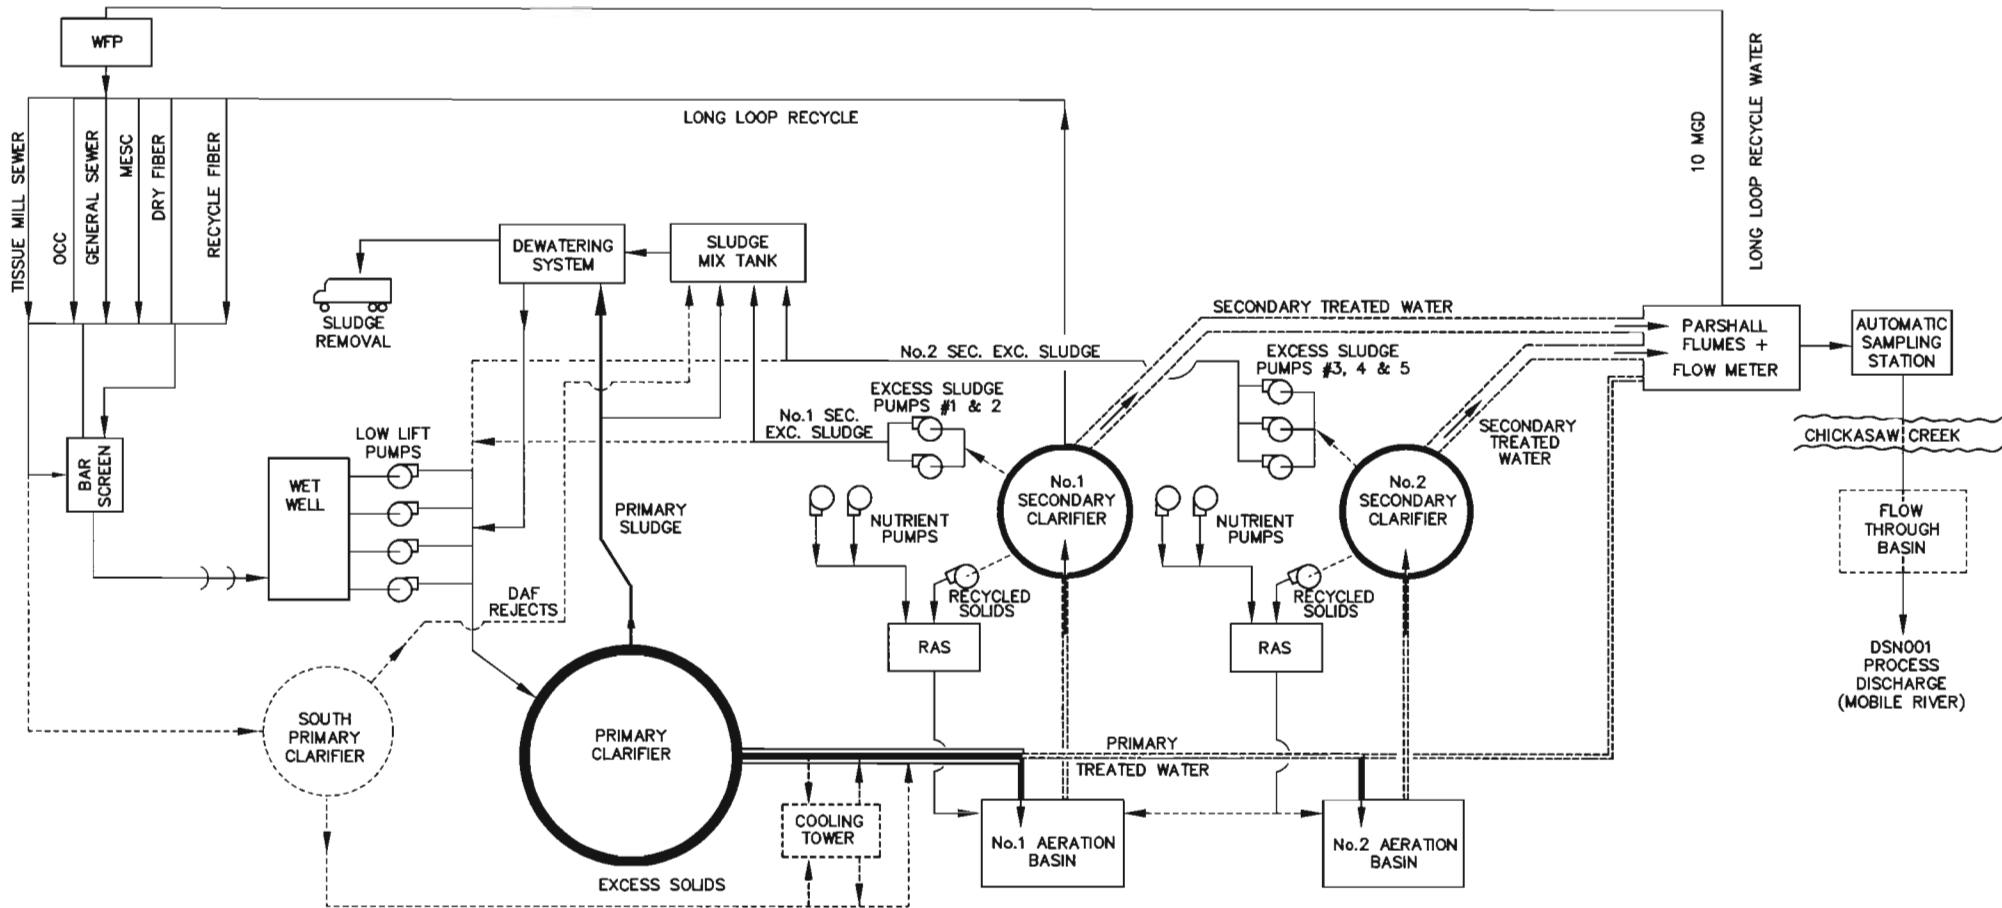 WFP
TISSUE MILL SEWER
OCC
GENERAL SEWER
MESC
DRY FIBER
RECYCLE FIBER
LONG LOOP RECYCLE
10 MGD
LONG LOOP RECYCLE WATER
DEWATERING
SYSTEM
SLUDGE
MIX TANK
SLUDGE
REMOVAL
SECONDARY TREATED WATER
PARSHALL
FLUMES +
FLOW METER
AUTOMATIC
SAMPLING
STATION
No.2 SEC. EXC. SLUDGE
EXCESS SLUDGE
PUMPS #3, 4 & 5
EXCESS SLUDGE
PUMPS #1 & 2
No.1 SEC.
EXC. SLUDGE
LOW LIFT
PUMPS
BAR
SCREEN
WET
WELL
PRIMARY
SLUDGE
NUTRIENT
PUMPS
No.1
SECONDARY
CLARIFIER
NUTRIENT
PUMPS
No.2
SECONDARY
CLARIFIER
SECONDARY
TREATED
WATER
CHICKASAW CREEK
FLOW
THROUGH
BASIN
DAF
REJECTS
RECYCLED
SOLIDS
RECYCLED
SOLIDS
RAS
RAS
DSN001
PROCESS
DISCHARGE
(MOBILE RIVER)
SOUTH
PRIMARY
CLARIFIER
PRIMARY
CLARIFIER
PRIMARY
TREATED WATER
COOLING
TOWER
No.1 AERATION
BASIN
No.2 AERATION
BASIN
EXCESS SOLIDS